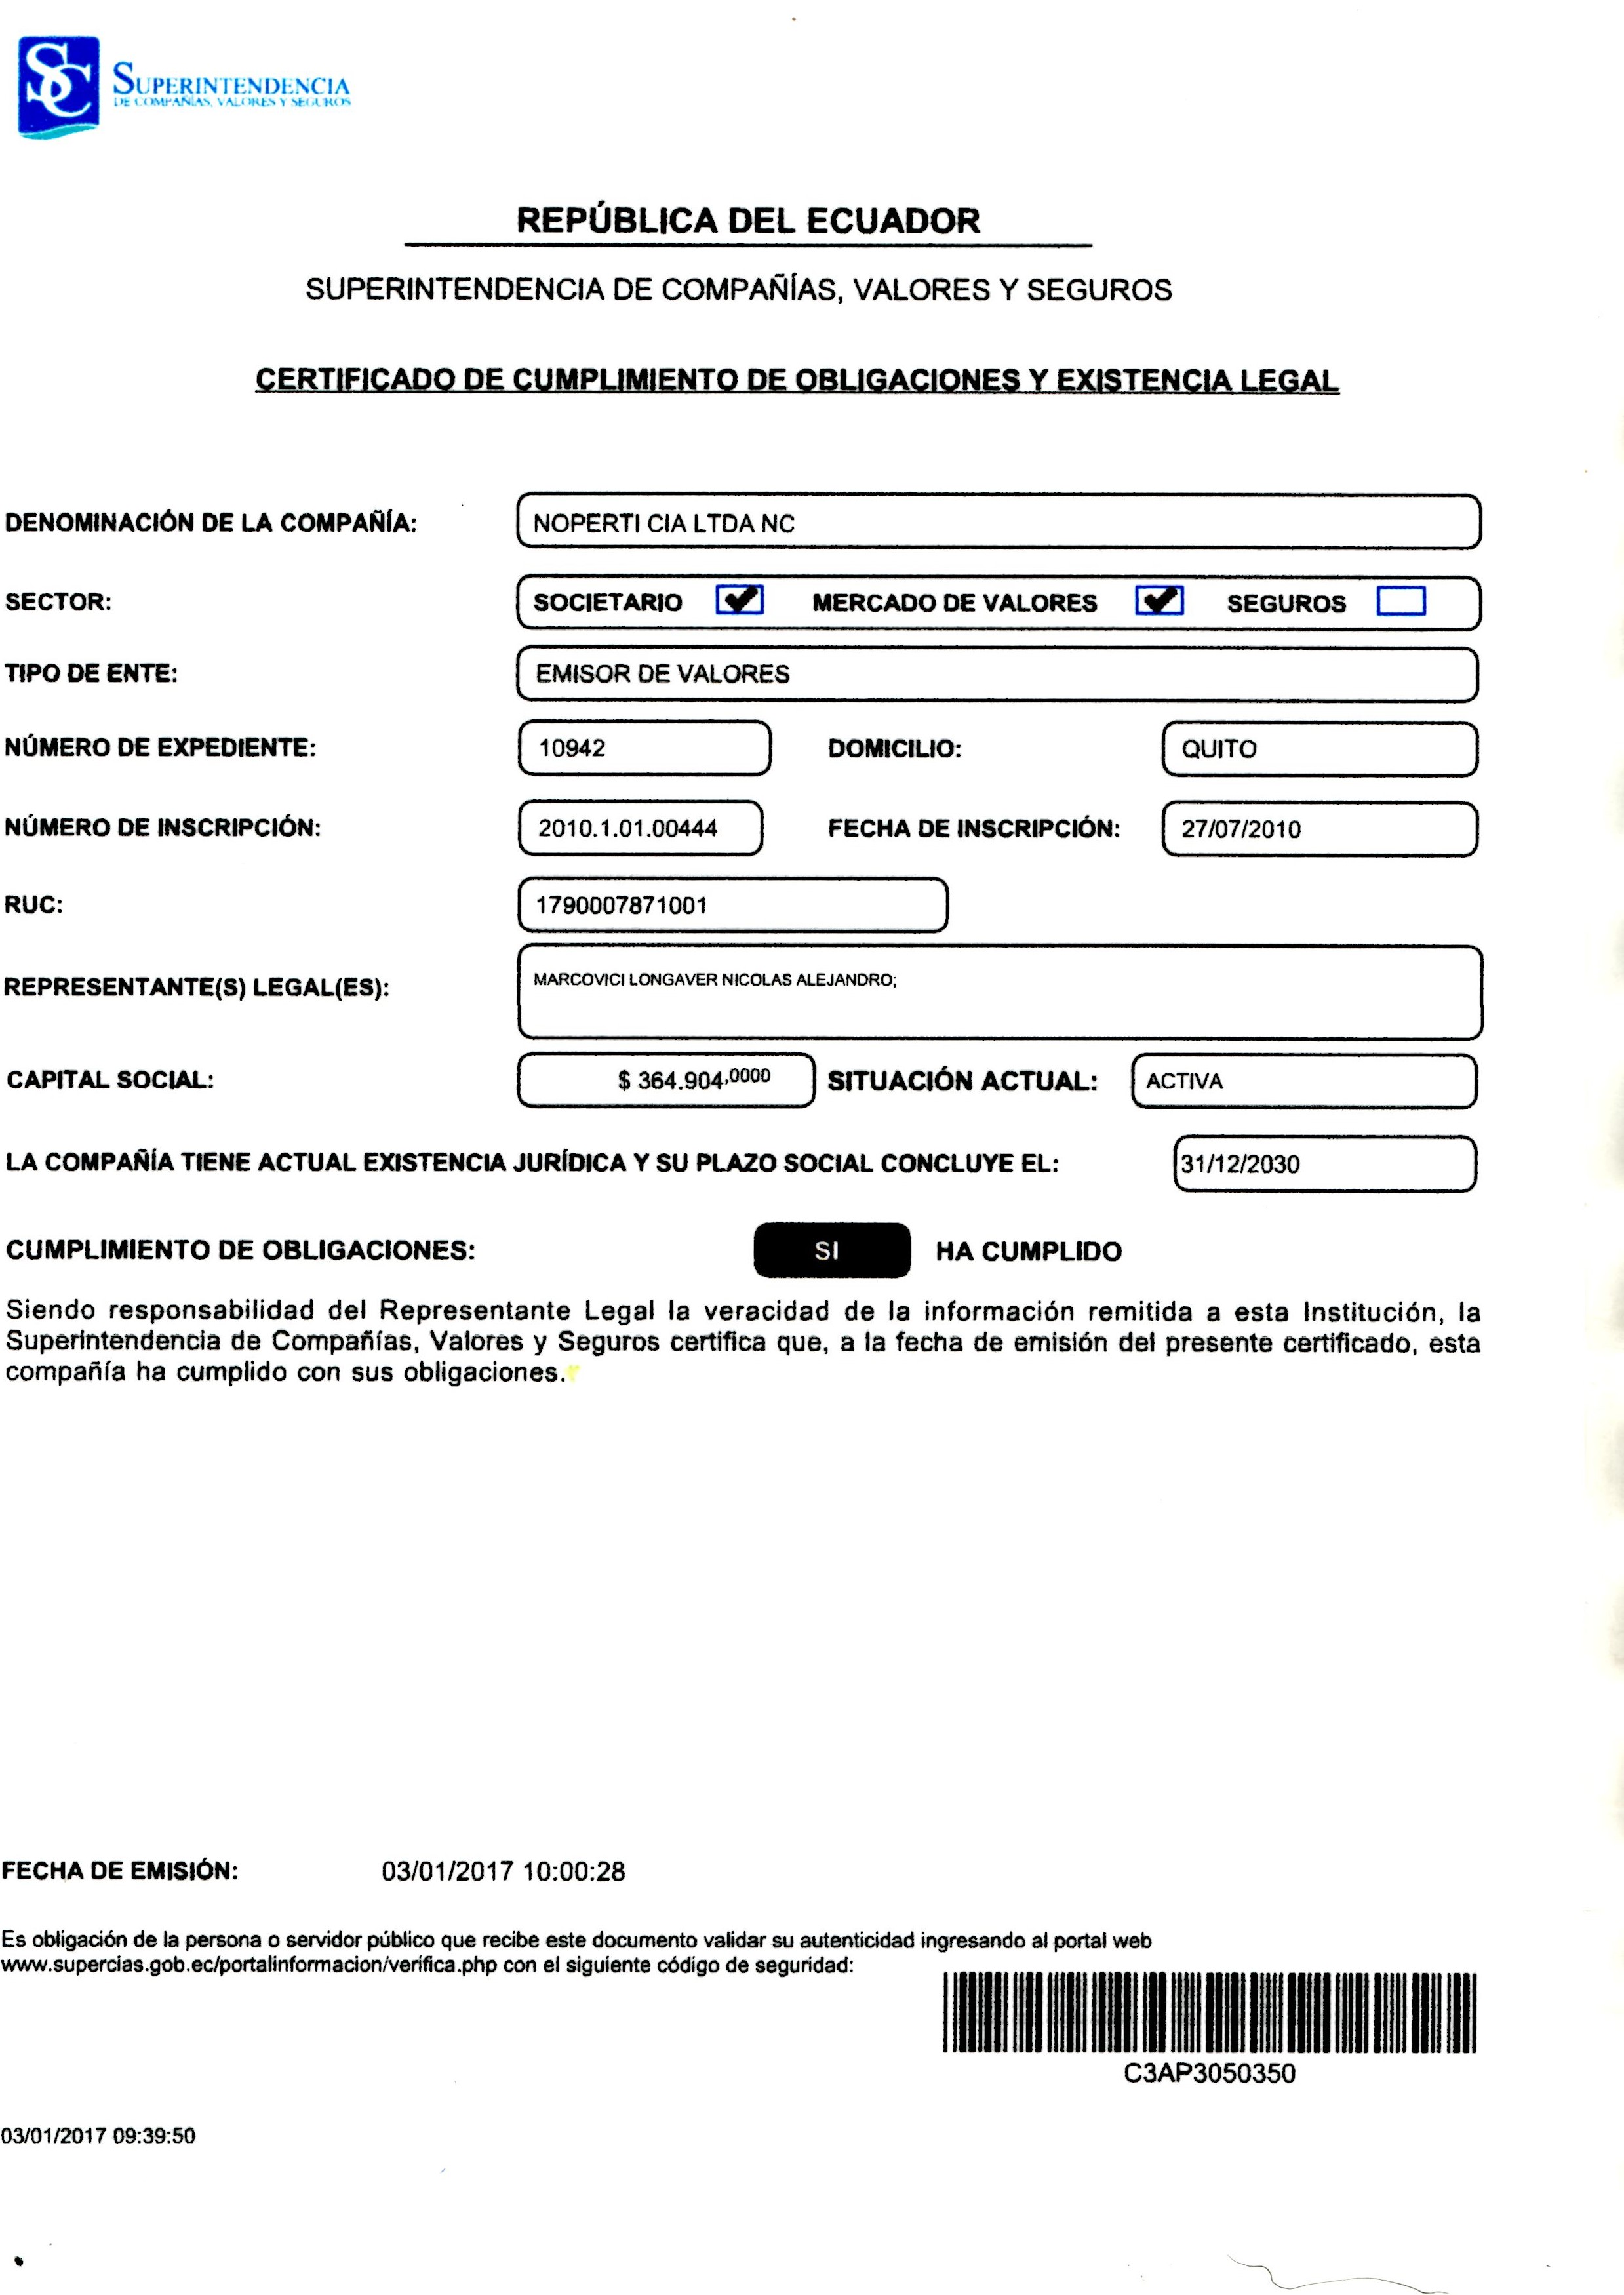 SC SUPERINTENDENCIA
DE COMPAÑÍAS, VALORES Y SEGUROS
REPÚBLICA DEL ECUADOR
SUPERINTENDENCIA DE COMPAÑÍAS, VALORES Y SEGUROS
CERTIFICADO DE CUMPLIMIENTO DE OBLIGACIONES Y EXISTENCIA LEGAL
DENOMINACIÓN DE LA COMPAÑÍA: NOPERTI CIA LTDA NC
SECTOR: SOCIETARIO MERCADO DE VALORES SEGUROS
TIPO DE ENTE: EMISOR DE VALORES
NÚMERO DE EXPEDIENTE: 10942 DOMICILIO: QUITO
NÚMERO DE INSCRIPCIÓN: 2010.1.01.00444 FECHA DE INSCRIPCIÓN: 27/07/2010
RUC: 1790007871001
REPRESENTANTE(S) LEGAL(ES): MARCOVICI LONGAVER NICOLAS ALEJANDRO;
CAPITAL SOCIAL: $ 364.904,0000 SITUACIÓN ACTUAL: ACTIVA
LA COMPAÑÍA TIENE ACTUAL EXISTENCIA JURÍDICA Y SU PLAZO SOCIAL CONCLUYE EL: 31/12/2030
CUMPLIMIENTO DE OBLIGACIONES: SI HA CUMPLIDO
Siendo responsabilidad del Representante Legal la veracidad de la información remitida a esta Institución, la
Superintendencia de Compañías, Valores y Seguros certifica que, a la fecha de emisión del presente certificado, esta
compañía ha cumplido con sus obligaciones.
FECHA DE EMISIÓN: 03/01/2017 10:00:28
Es obligación de la persona o servidor público que recibe este documento validar su autenticidad ingresando al portal web
www.supercias.gob.ec/portalinformacion/verifica.php con el siguiente código de seguridad:
C3AP3050350
03/01/2017 09:39:50